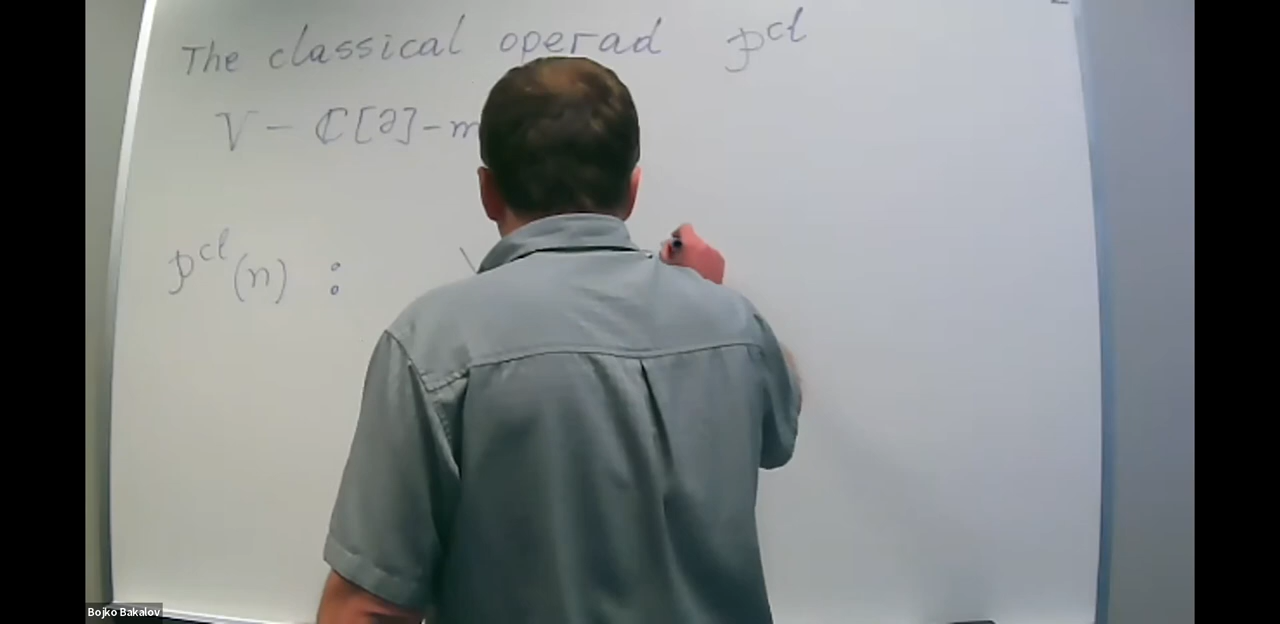 The classical operad 𝒫^cl
V – ℂ[∂]-m
𝒫^cl(n) :
Bojko Bakalov